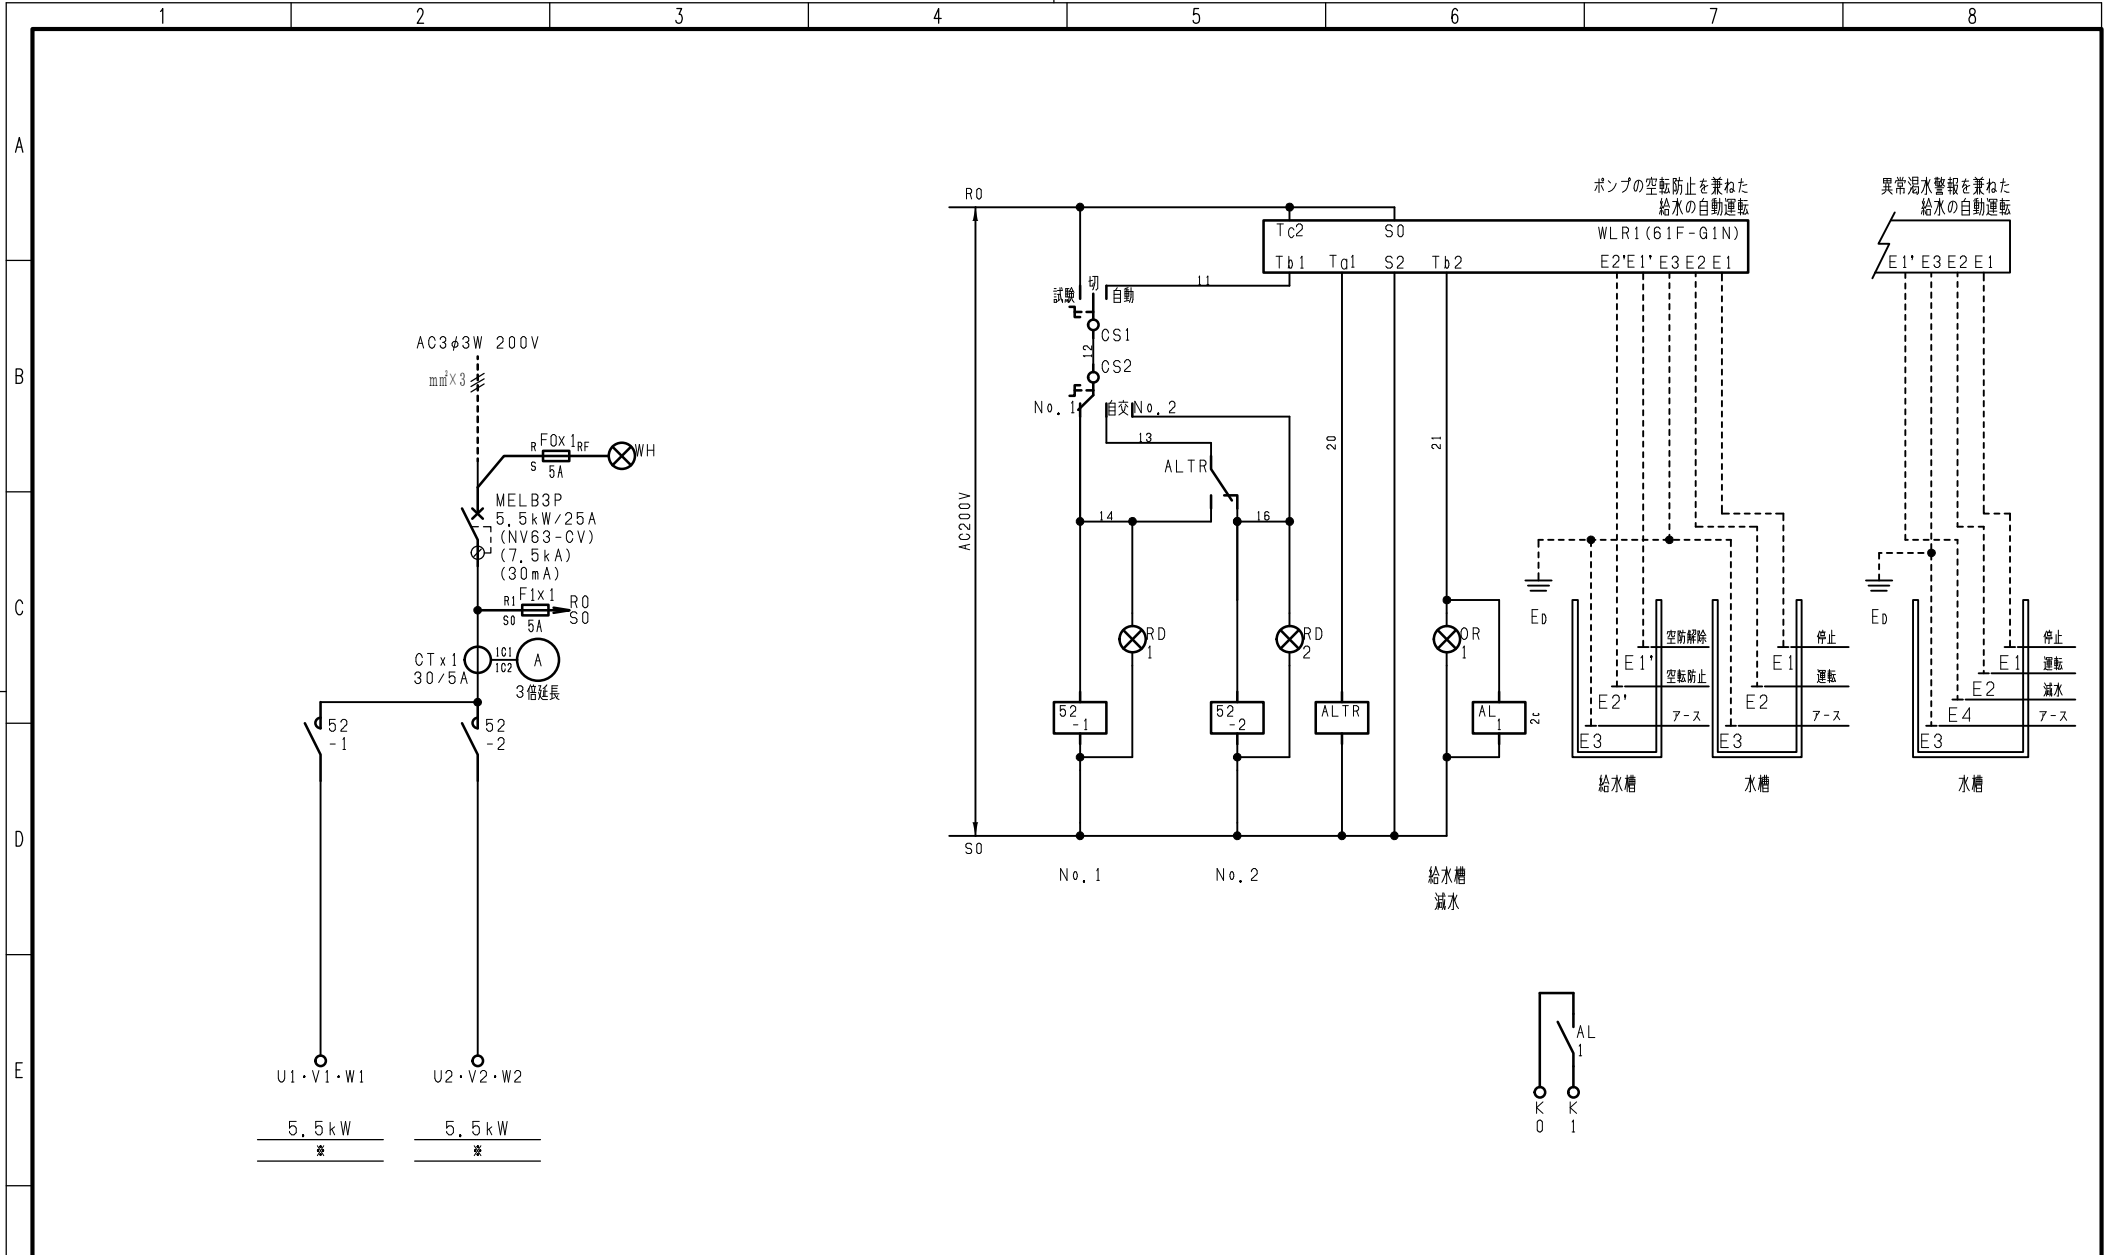 1 2 3 4 5 6 7 8
A
B
C
D
E
AC3φ3W 200V
mm²×3
R F0x1 RF
S 5A
WH
MELB3P
5.5kW/25A
(NV63-CV)
(7.5kA)
(30mA)
R1 F1x1 R0
S0 5A S0
CTx1
30/5A
1C1
1C2
A
3倍延長
52
-1
52
-2
U1・V1・W1
U2・V2・W2
5.5kW
※
5.5kW
※
R0
AC200V
S0
試験 切 自動
11
CS1
12
CS2
No.1 自交 No.2
13
ALTR
14
16
20
21
RD
1
RD
2
OR
1
52
-1
52
-2
ALTR
AL
1
2c
No.1
No.2
給水槽
減水
ポンプの空転防止を兼ねた
給水の自動運転
Tc2 S0 WLR1(61F-G1N)
Tb1 Ta1 S2 Tb2 E2' E1' E3 E2 E1
ED
空防解除
E1'
空転防止
E2'
アース
E3
給水槽
停止
E1
運転
E2
アース
E3
水槽
異常渇水警報を兼ねた
給水の自動運転
E1' E3 E2 E1
ED
停止
E1
運転
E2
減水
E4
アース
E3
水槽
AL
1
K K
0 1